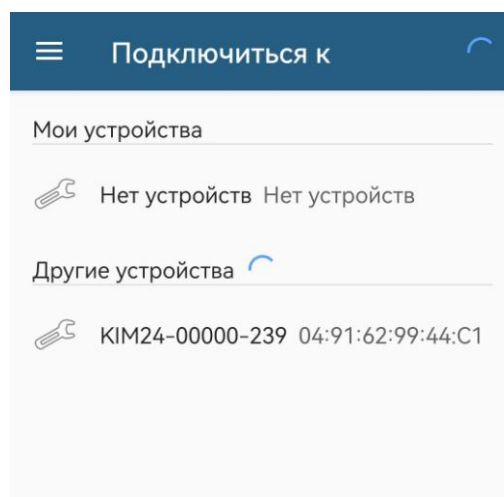 Подключиться к
Мои устройства
Нет устройств Нет устройств
Другие устройства
KIM24-00000-239 04:91:62:99:44:C1